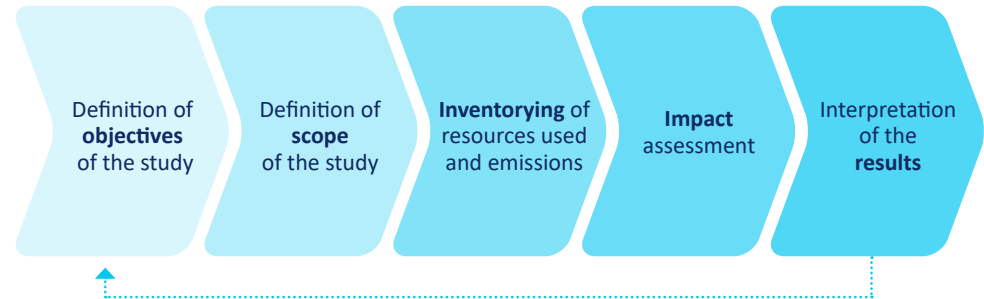 Definition of
objectives
of the study
Definition of
scope
of the study
Inventorying of
resources used
and emissions
Impact
assessment
Interpretation
of the
results